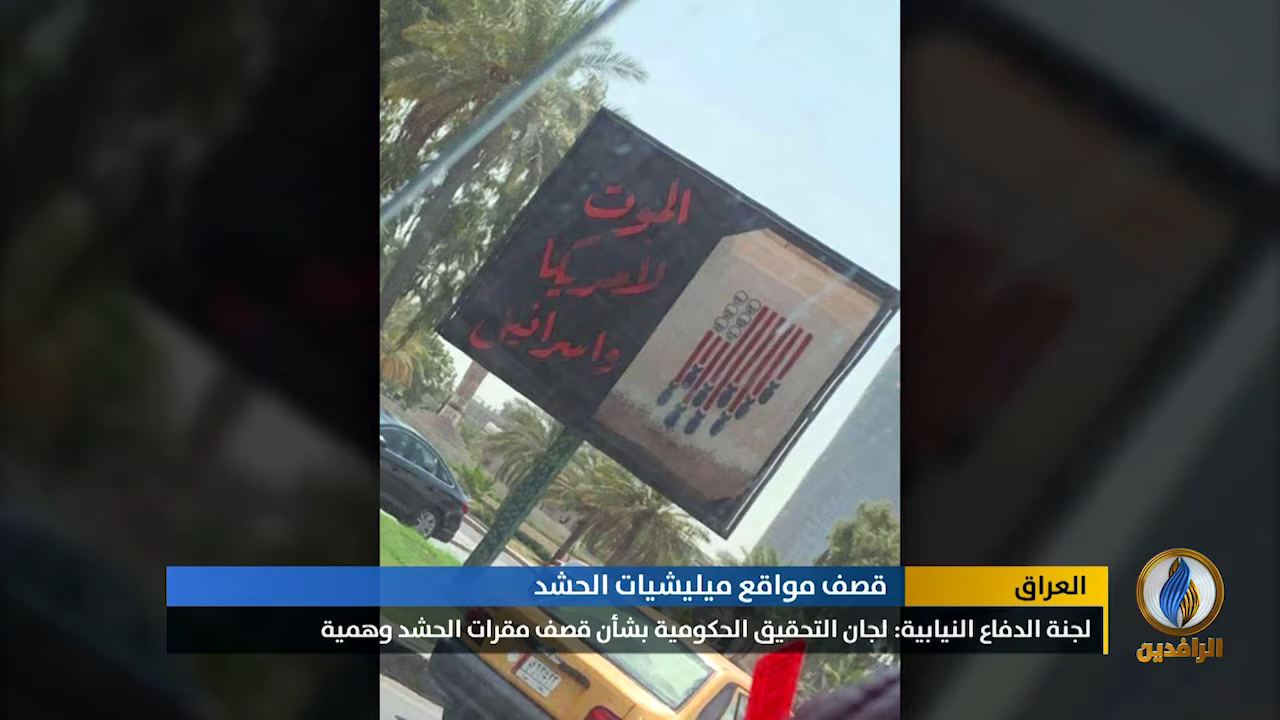 الموت
لامريكا
واسرائيل
العراق
قصف مواقع ميليشيات الحشد
لجنة الدفاع النيابية: لجان التحقيق الحكومية بشأن قصف مقرات الحشد وهمية
الرافدين